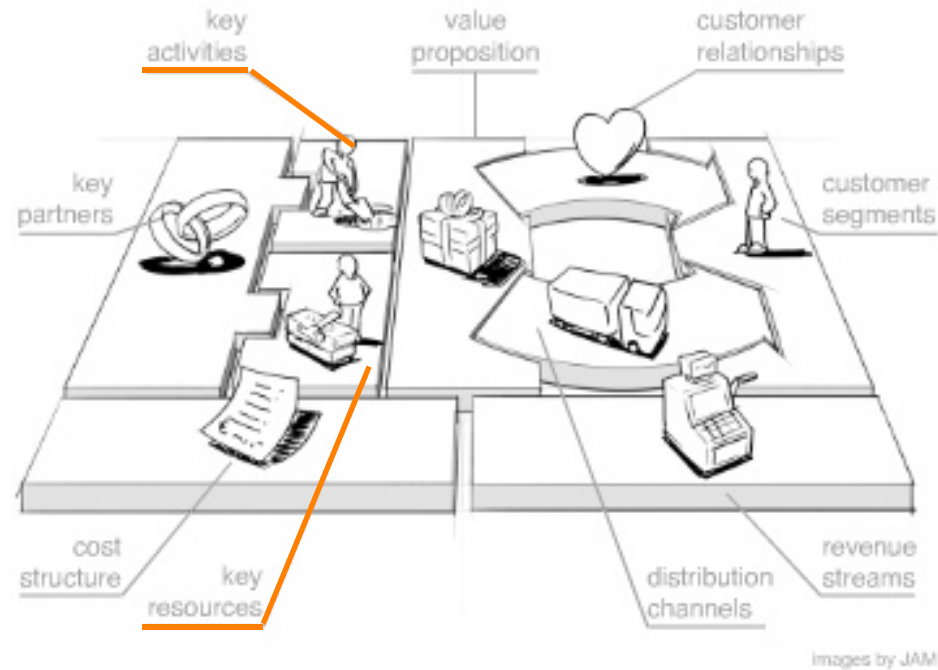 key
activities
value
proposition
customer
relationships
key
partners
customer
segments
cost
structure
key
resources
distribution
channels
revenue
streams
images by JAM